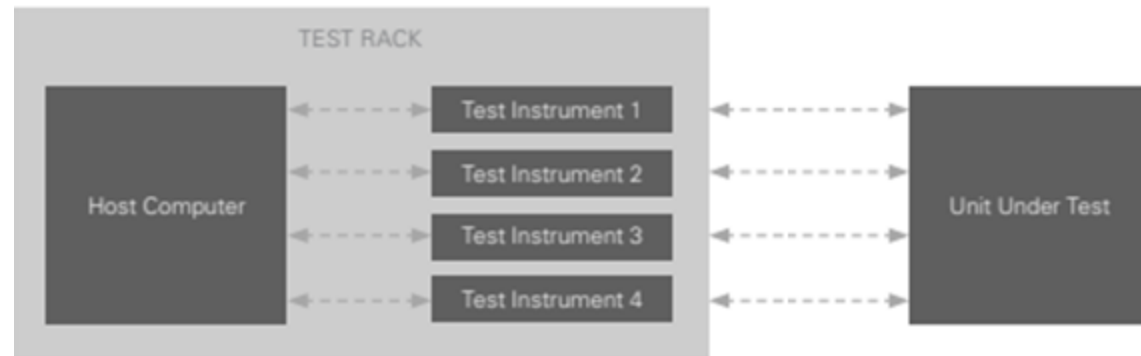 TEST RACK
Host Computer
Test Instrument 1
Test Instrument 2
Test Instrument 3
Test Instrument 4
Unit Under Test